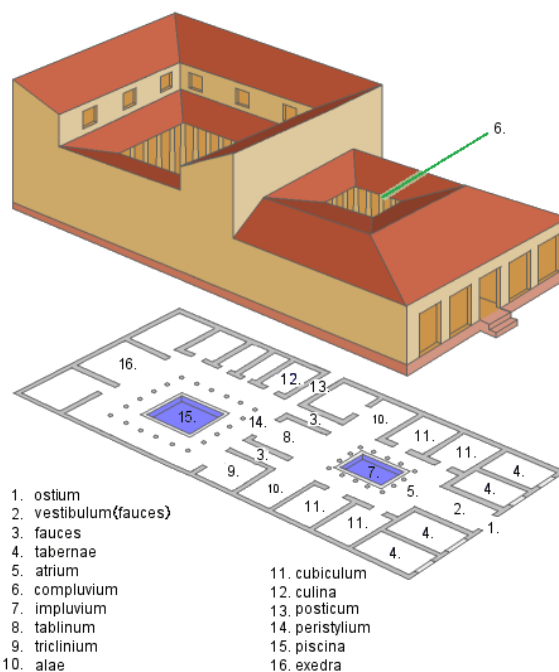 6.
16.
12.
13.
15.
14.
3.
8.
10.
11.
11.
4.
4.
3.
9.
10.
7.
5.
2.
1.
11.
11.
4.
4.
1. ostium
2. vestibulum(fauces)
3. fauces
4. tabernae
5. atrium
6. compluvium
7. impluvium
8. tablinum
9. triclinium
10. alae
11. cubiculum
12. culina
13. posticum
14. peristylium
15. piscina
16. exedra